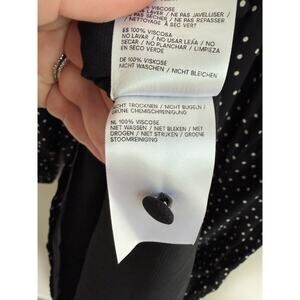 NE PAS LAVER / NE PAS JAVELLISER /
NE PAS SÉCHER / NE PAS REPASSER
/ NETTOYAGE À SEC VERT
ES 100% VISCOSE
NO LAVAR / NO USAR LEJÍA / NO
SECAR / NO PLANCHAR / LIMPIEZA
EN SECO VERDE
DE 100% VISKOSE
NICHT WASCHEN / NICHT BLEICHEN
NICHT TROCKNEN / NICHT BÜGELN /
GRÜNE CHEMISCHREINIGUNG
NL 100% VISCOSE
NIET WASSEN / NIET BLEKEN / NIET
DROGEN / NIET STRIJKEN / GROENE
STOOMREINIGING